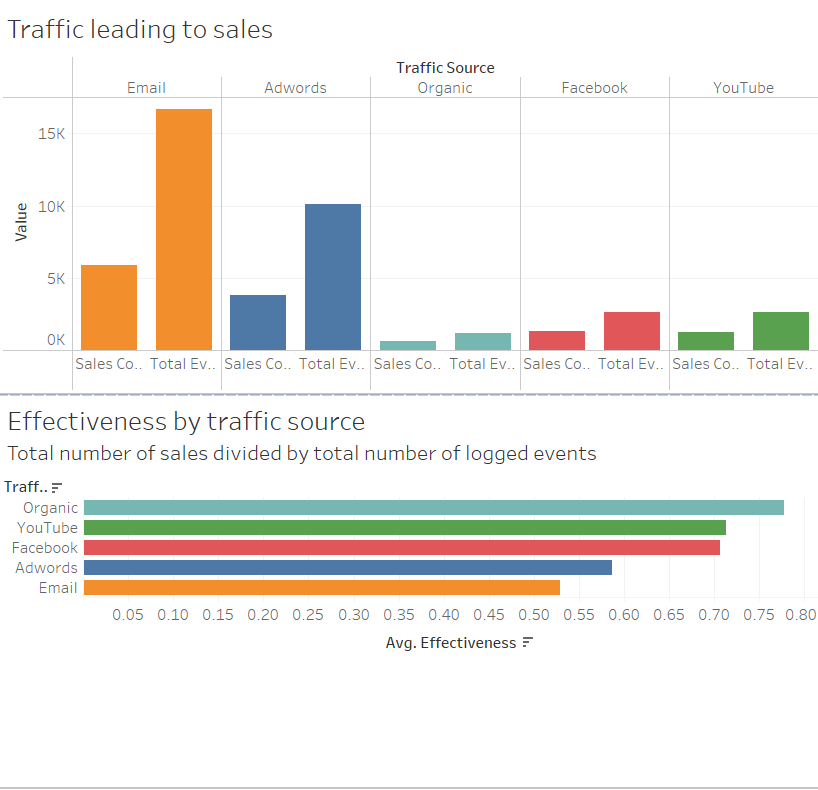 Traffic leading to sales
Traffic Source
Email Adwords Organic Facebook YouTube
15K
10K
5K
0K
Value
Sales Co.. Total Ev.. Sales Co.. Total Ev.. Sales Co.. Total Ev.. Sales Co.. Total Ev.. Sales Co.. Total Ev..
Effectiveness by traffic source
Total number of sales divided by total number of logged events
Traff..
Organic
YouTube
Facebook
Adwords
Email
0.05 0.10 0.15 0.20 0.25 0.30 0.35 0.40 0.45 0.50 0.55 0.60 0.65 0.70 0.75 0.80
Avg. Effectiveness